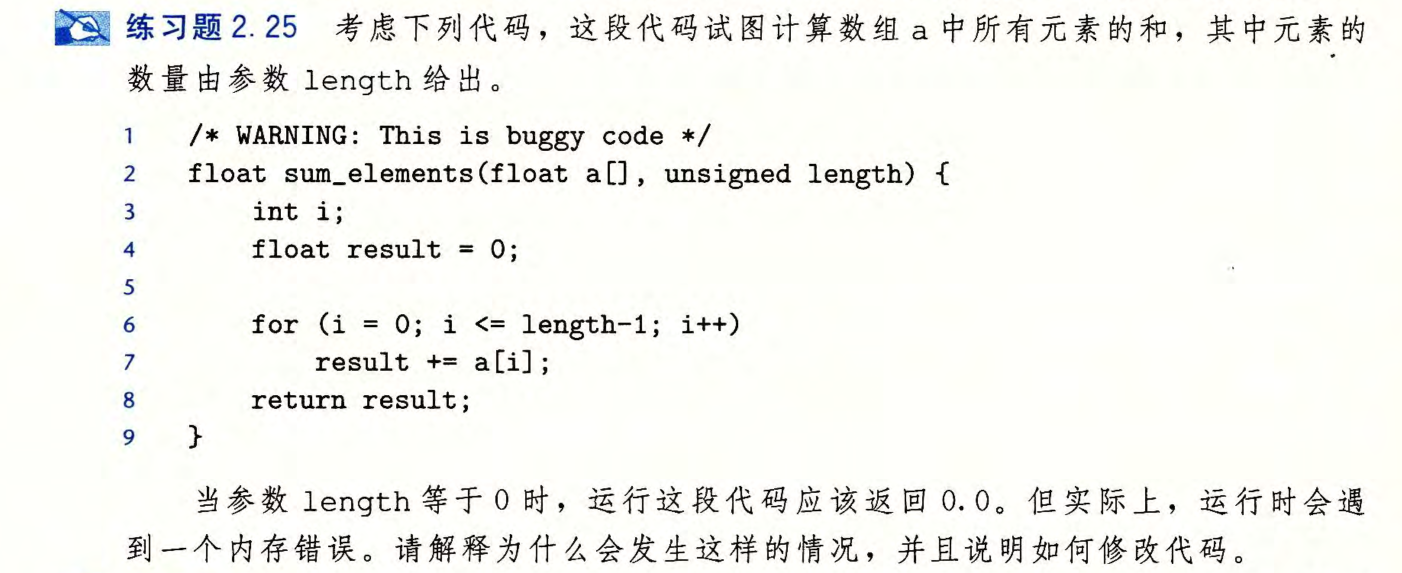 练习题 2.25 考虑下列代码，这段代码试图计算数组 a 中所有元素的和，其中元素的
数量由参数 length 给出。
1 /* WARNING: This is buggy code */
2 float sum_elements(float a[], unsigned length) {
3 int i;
4 float result = 0;
5
6 for (i = 0; i <= length-1; i++)
7 result += a[i];
8 return result;
9 }
当参数 length 等于 0 时，运行这段代码应该返回 0.0。但实际上，运行时会遇
到一个内存错误。请解释为什么会发生这样的情况，并且说明如何修改代码。